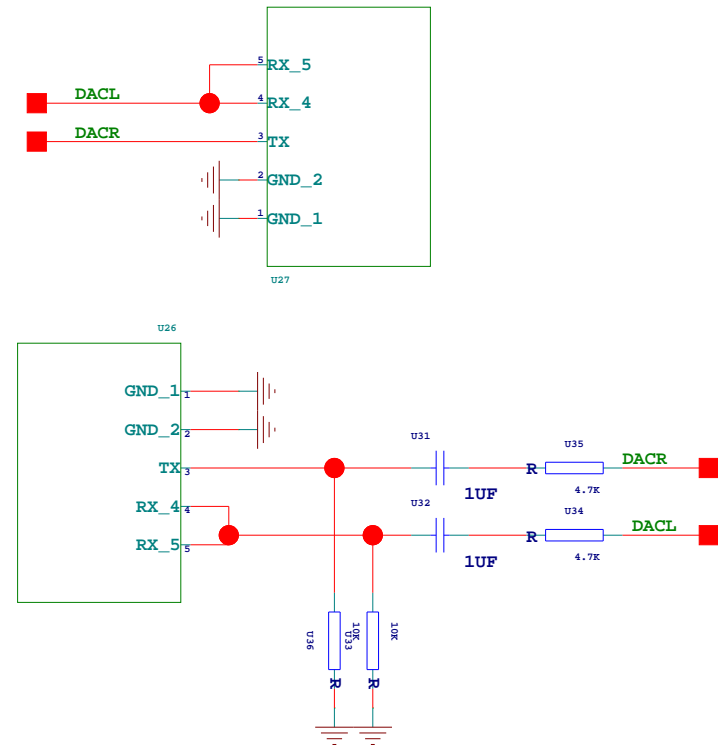 5 RX_5
DACL
4 RX_4
DACR
3 TX
2 GND_2
1 GND_1
U27
U26
GND_1 1
GND_2 2
TX 3
RX_4 4
RX_5 5
U31
1UF
R
U35
4.7K
DACR
U32
1UF
R
U34
4.7K
DACL
U36
10K
R
U33
10K
R